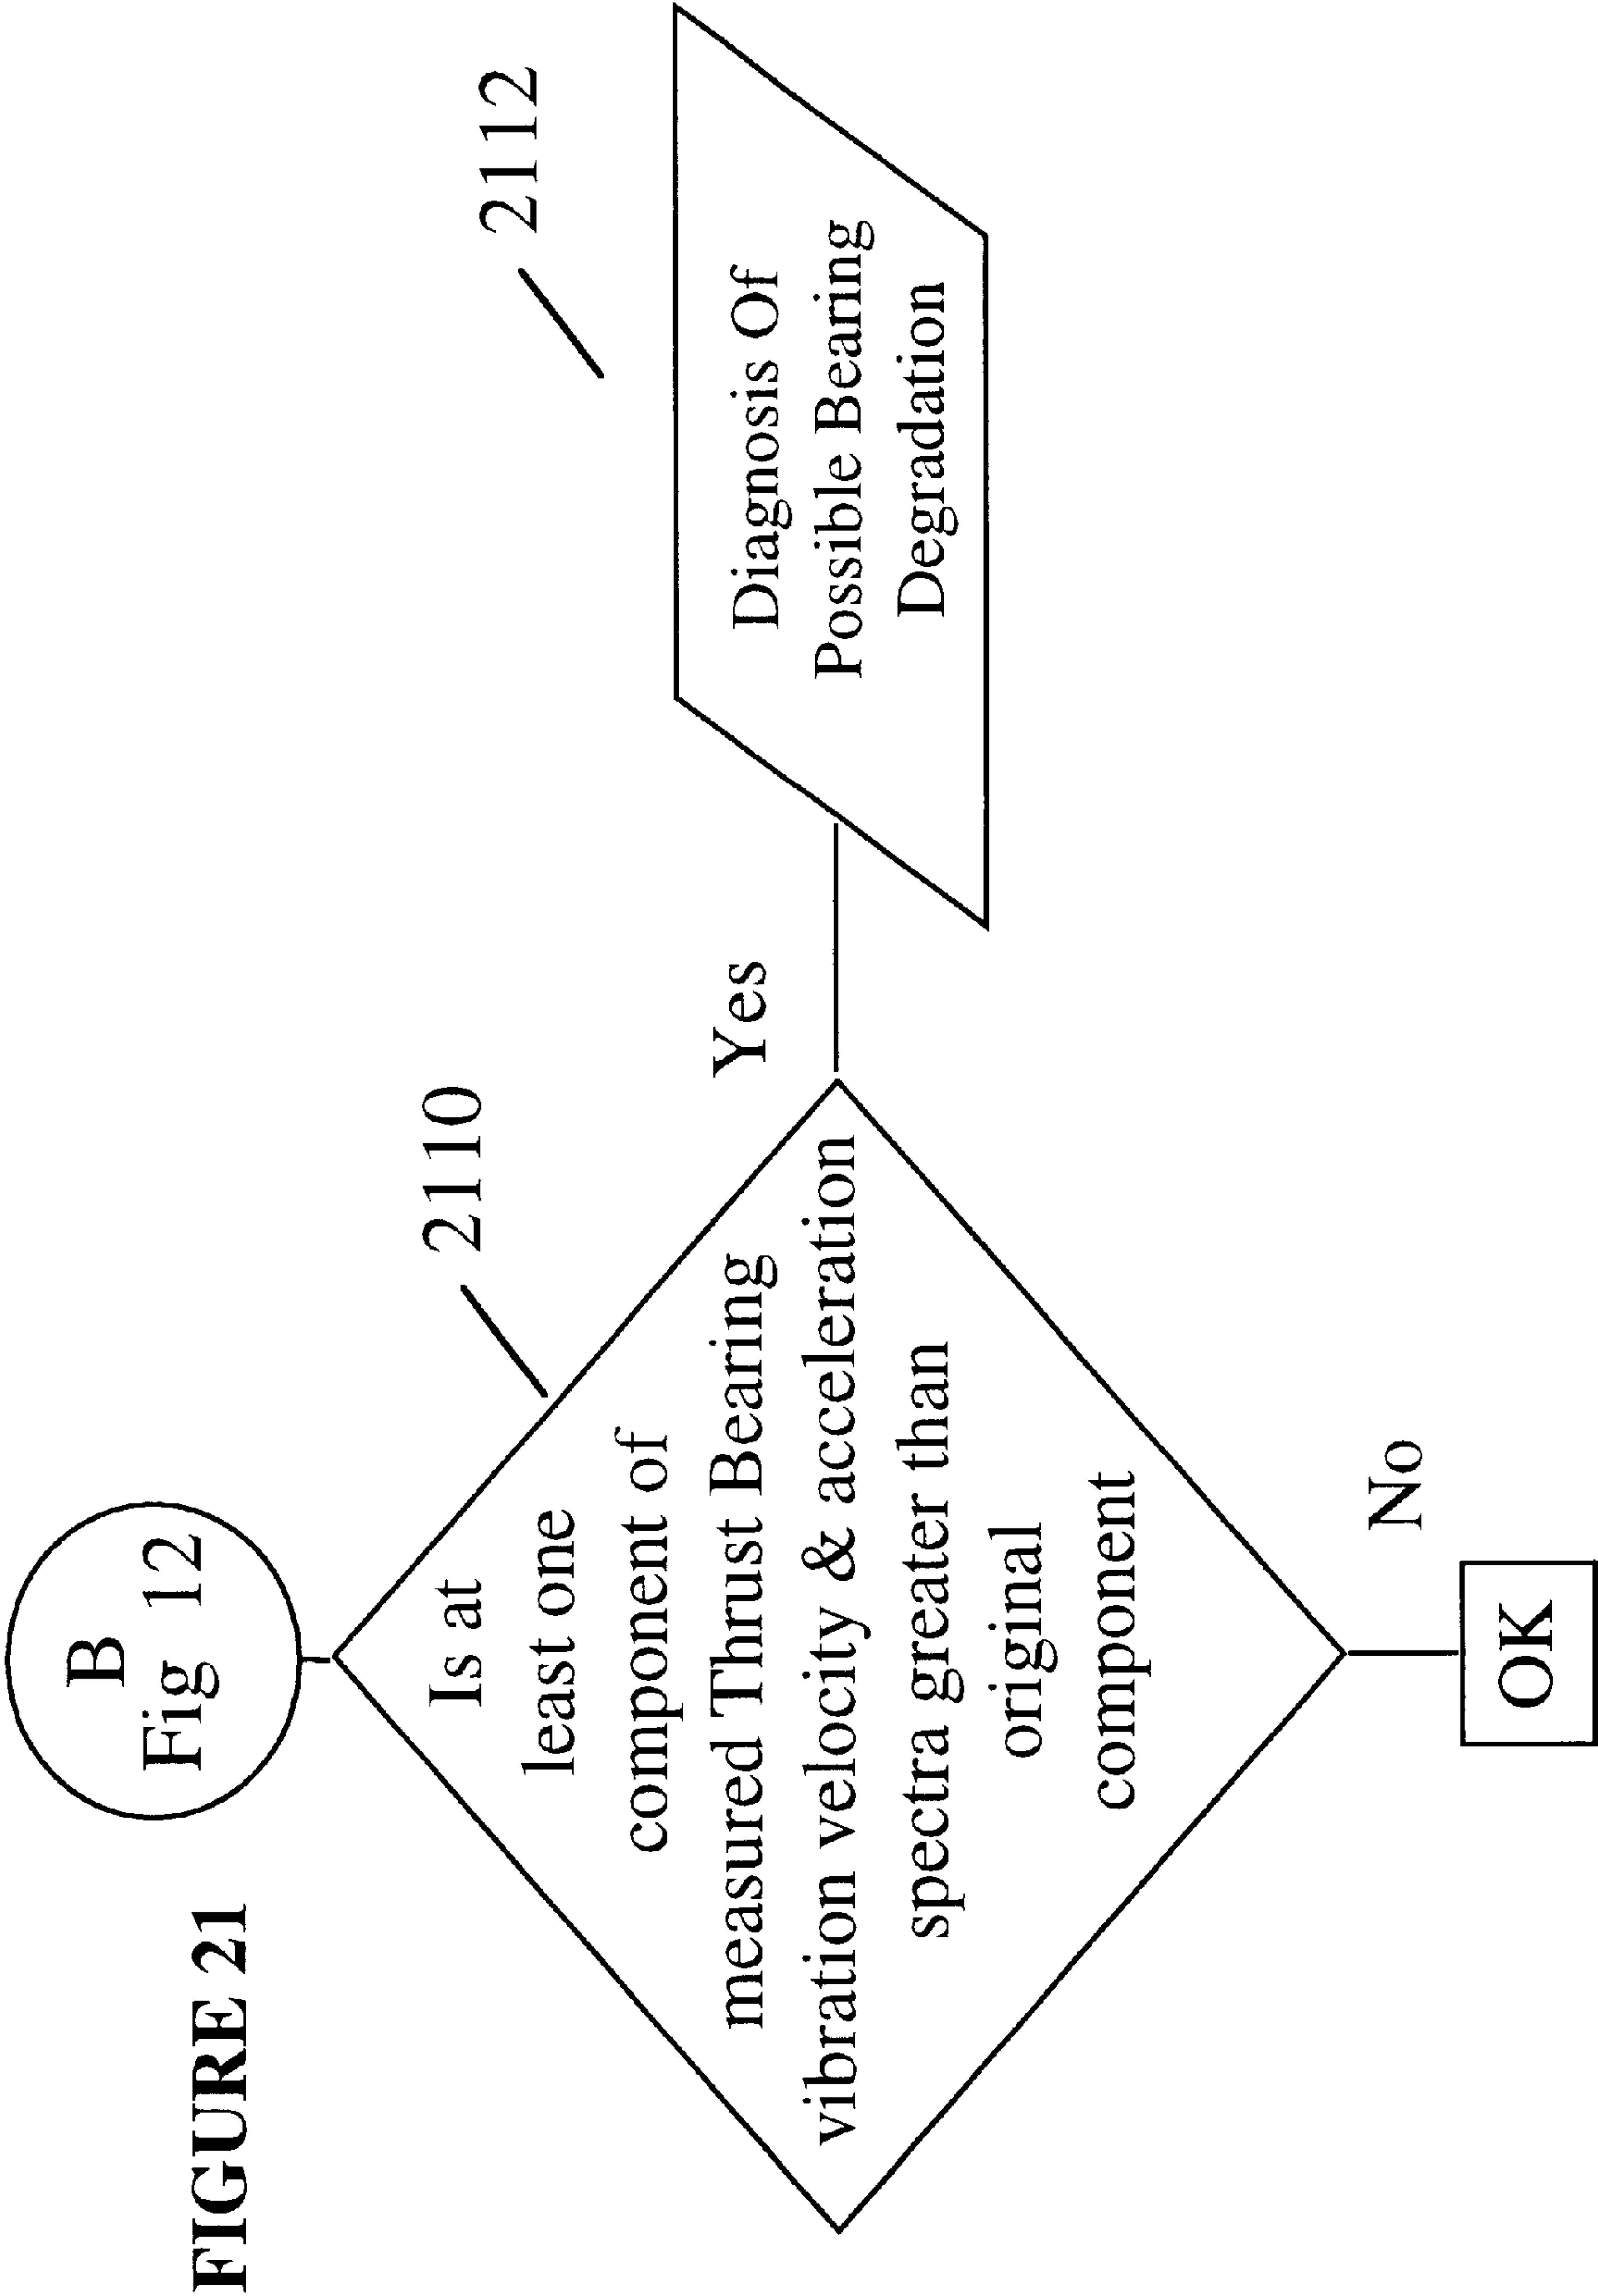 FIGURE 21
B
Fig 12
2110
Is at
least one
component of
measured Thrust Bearing
vibration velocity & acceleration
spectra greater than
original
component
Yes
2112
Diagnosis Of
Possible Bearing
Degradation
No
OK